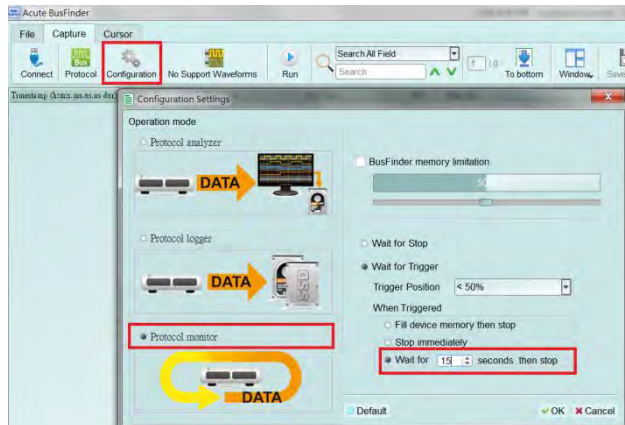 Acute BusFinder
File Capture Cursor
Connect Protocol Configuration No Support Waveforms Run Search All Field Search 1 / 0 To bottom Window
Bus
Configuration Settings
Operation mode
Protocol analyzer
DATA
BusFinder memory limitation
50
Protocol logger
DATA
SSD
Wait for Stop
Wait for Trigger
Trigger Position < 50%
When Triggered
Fill device memory then stop
Stop immediately
Wait for 15 seconds then stop
Protocol monitor
DATA
Default OK Cancel